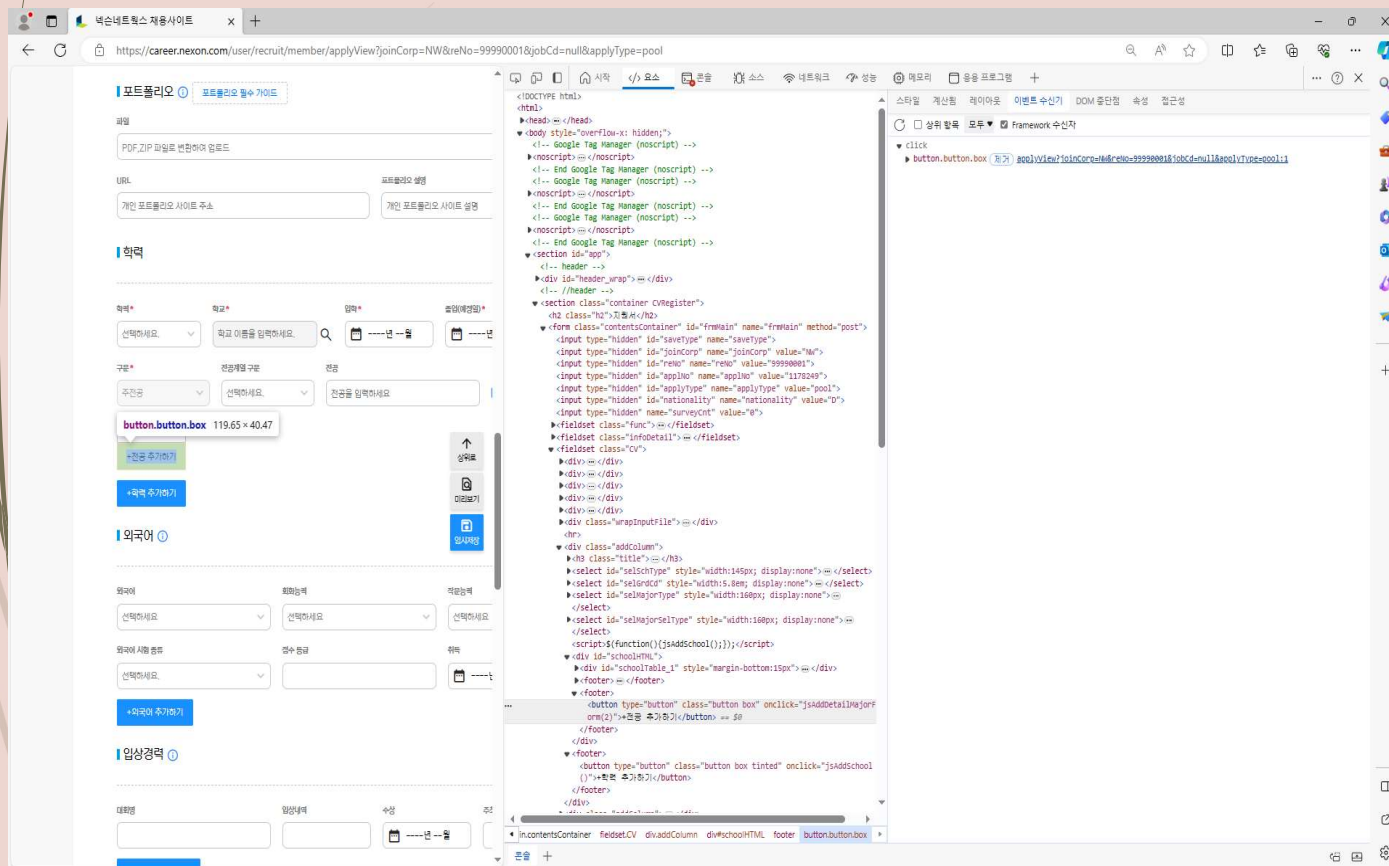 넥슨네트웍스 채용사이트
https://career.nexon.com/user/recruit/member/applyView?joinCorp=NW&reNo=99990001&jobCd=null&applyType=pool
포트폴리오 포트폴리오 필수 가이드
파일
PDF,ZIP 파일로 변환하여 업로드
URL 포트폴리오 설명
개인 포트폴리오 사이트 주소 개인 포트폴리오 사이트 설명
학력
학력* 학교* 입학* 졸업(예정일)*
선택하세요. 학교 이름을 입력하세요. ----년 --월 ----년
구분* 전공계열 구분 전공
주전공 선택하세요. 전공을 입력하세요
button.button.box 119.65 × 40.47
+전공 추가하기
+학력 추가하기
상위로
미리보기
임시저장
외국어
외국어 회화능력 작문능력
선택하세요 선택하세요 선택하세요
외국어 시험 종류 점수 등급 취득
선택하세요.
+외국어 추가하기
입상경력
대회명 입상내역 수상
----년 --월
시작 </> 요소 콘솔 소스 네트워크 성능 메모리 응용 프로그램
<!DOCTYPE html>
<html>
<head> </head>
<body style="overflow-x: hidden;">
<!-- Google Tag Manager (noscript) -->
<noscript> </noscript>
<!-- End Google Tag Manager (noscript) -->
<!-- Google Tag Manager (noscript) -->
<noscript> </noscript>
<!-- End Google Tag Manager (noscript) -->
<!-- Google Tag Manager (noscript) -->
<noscript> </noscript>
<!-- End Google Tag Manager (noscript) -->
<section id="app">
<!-- header -->
<div id="header_wrap"> </div>
<!-- //header -->
<section class="container CVRegister">
<h2 class="h2">지원서</h2>
<form class="contentsContainer" id="frmMain" name="frmMain" method="post">
<input type="hidden" id="saveType" name="saveType">
<input type="hidden" id="joinCorp" name="joinCorp" value="NW">
<input type="hidden" id="reNo" name="reNo" value="99990001">
<input type="hidden" id="applNo" name="applNo" value="1178249">
<input type="hidden" id="applyType" name="applyType" value="pool">
<input type="hidden" id="nationality" name="nationality" value="D">
<input type="hidden" name="surveyCnt" value="0">
<fieldset class="func"> </fieldset>
<fieldset class="infoDetail"> </fieldset>
<fieldset class="CV">
<div> </div>
<div> </div>
<div> </div>
<div> </div>
<div> </div>
<div class="wrapInputFile"> </div>
<hr>
<div class="addColumn">
<h3 class="title"> </h3>
<select id="selSchType" style="width:145px; display:none"> </select>
<select id="selGrdCd" style="width:5.8em; display:none"> </select>
<select id="selMajorType" style="width:160px; display:none">
</select>
<select id="selMajorSelType" style="width:160px; display:none">
</select>
<script>$(function(){jsAddSchool();});</script>
<div id="schoolHTML">
<div id="schoolTable_1" style="margin-bottom:15px"> </div>
<footer> </footer>
<footer>
<button type="button" class="button box" onclick="jsAddDetailMajorF
orm(2)">+전공 추가하기</button> == $0
</footer>
</div>
<footer>
<button type="button" class="button box tinted" onclick="jsAddSchool
()">+학력 추가하기</button>
</footer>
</div>
in.contentsContainer fieldset.CV div.addColumn div#schoolHTML footer button.button.box
콘솔
스타일 계산됨 레이아웃 이벤트 수신기 DOM 중단점 속성 접근성
상위 항목 모두 Framework 수신자
click
button.button.box 제거 applyView?joinCorp=NW&reNo=99990001&jobCd=null&applyType=pool:1